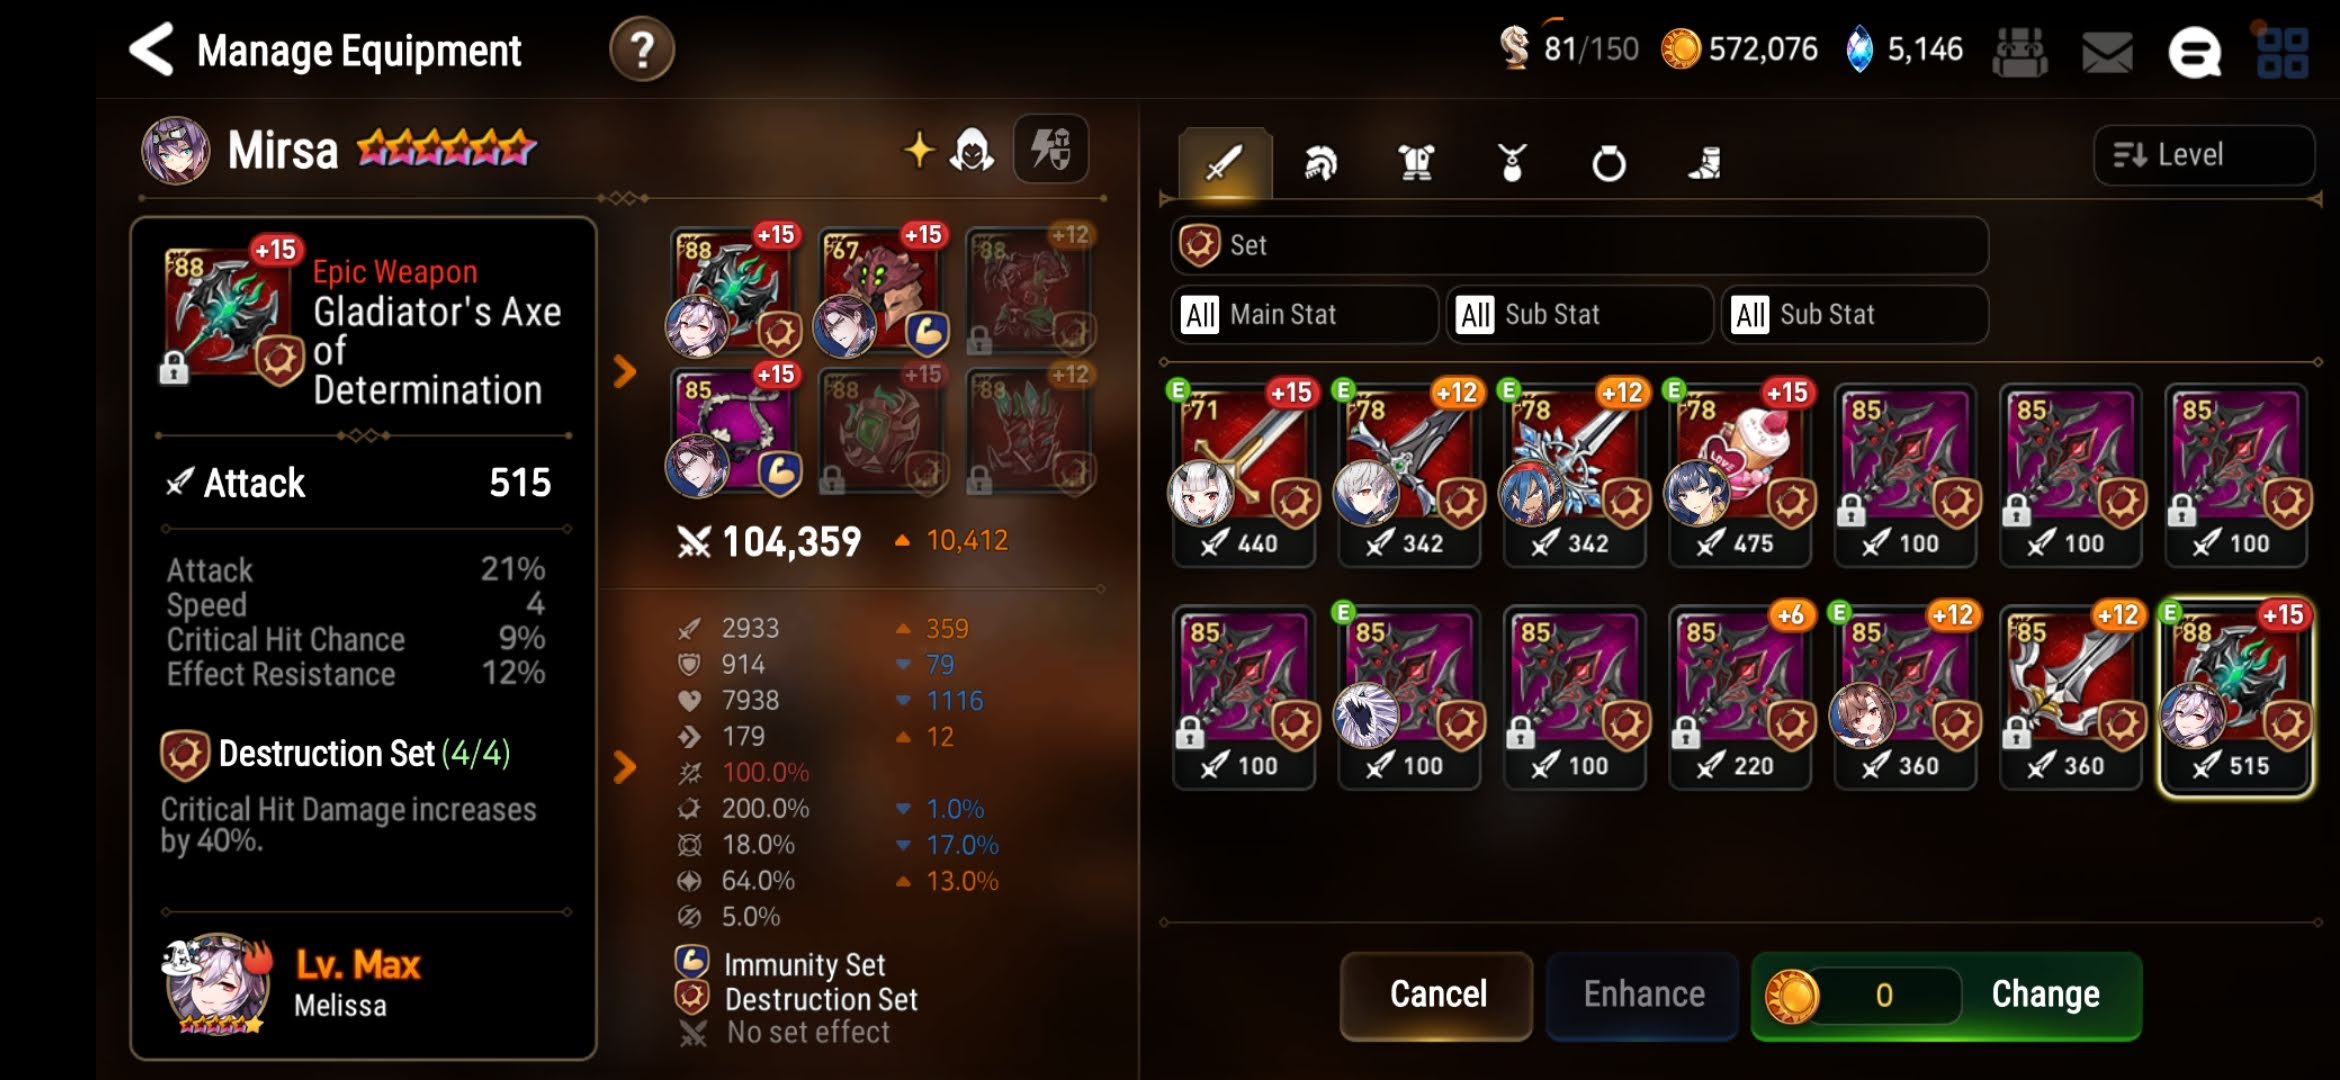 Manage Equipment
?
81/150
572,076
5,146
Mirsa
Level
88
+15
Epic Weapon
Gladiator's Axe
of
Determination
Attack 515
Attack 21%
Speed 4
Critical Hit Chance 9%
Effect Resistance 12%
Destruction Set (4/4)
Critical Hit Damage increases
by 40%.
Lv. Max
Melissa
88 +15
67 +15
88 +12
85 +15
88 +15
88 +12
104,359 10,412
2933 359
914 79
7938 1116
179 12
100.0%
200.0% 1.0%
18.0% 17.0%
64.0% 13.0%
5.0%
Immunity Set
Destruction Set
No set effect
Set
All Main Stat
All Sub Stat
All Sub Stat
E 71 +15
E 78 +12
E 78 +12
E 78 +15
85
85
85
LOVE
440
342
342
475
100
100
100
85
E 85
85
85 +6
E 85 +12
85 +12
E 88 +15
100
100
100
220
360
360
515
Cancel
Enhance
0 Change